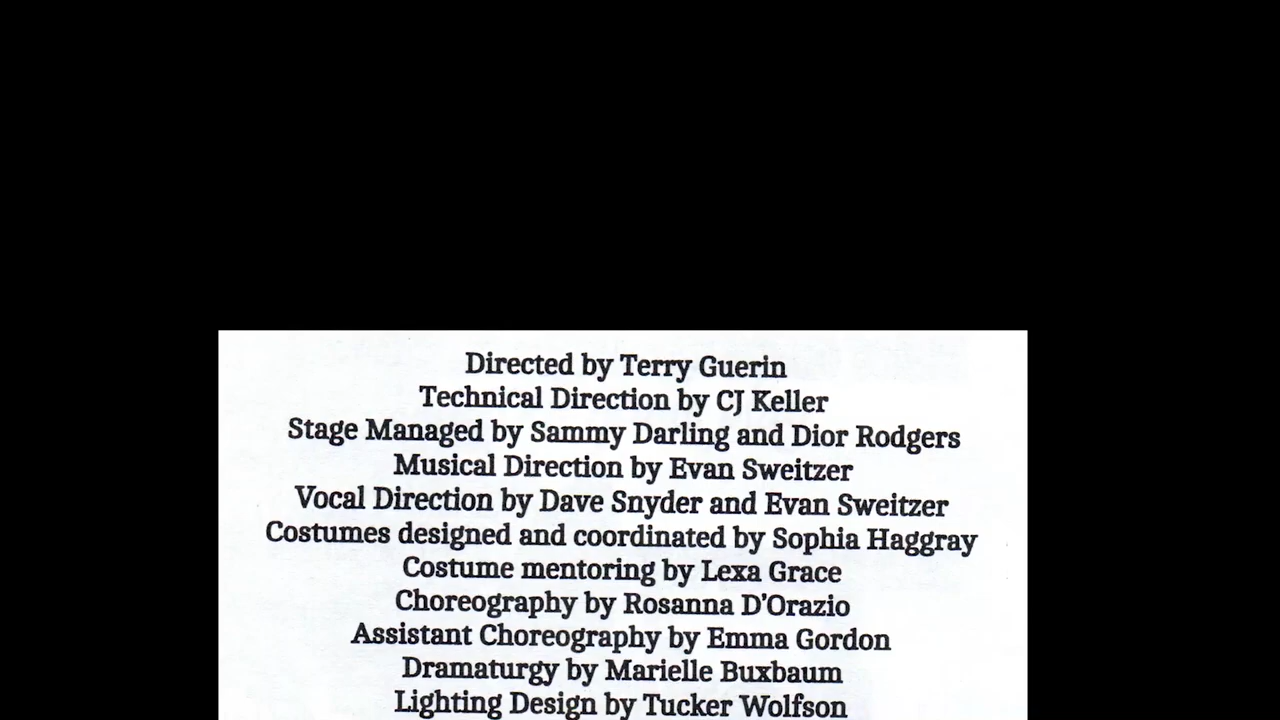 Directed by Terry Guerin
Technical Direction by CJ Keller
Stage Managed by Sammy Darling and Dior Rodgers
Musical Direction by Evan Sweitzer
Vocal Direction by Dave Snyder and Evan Sweitzer
Costumes designed and coordinated by Sophia Haggray
Costume mentoring by Lexa Grace
Choreography by Rosanna D’Orazio
Assistant Choreography by Emma Gordon
Dramaturgy by Marielle Buxbaum
Lighting Design by Tucker Wolfson